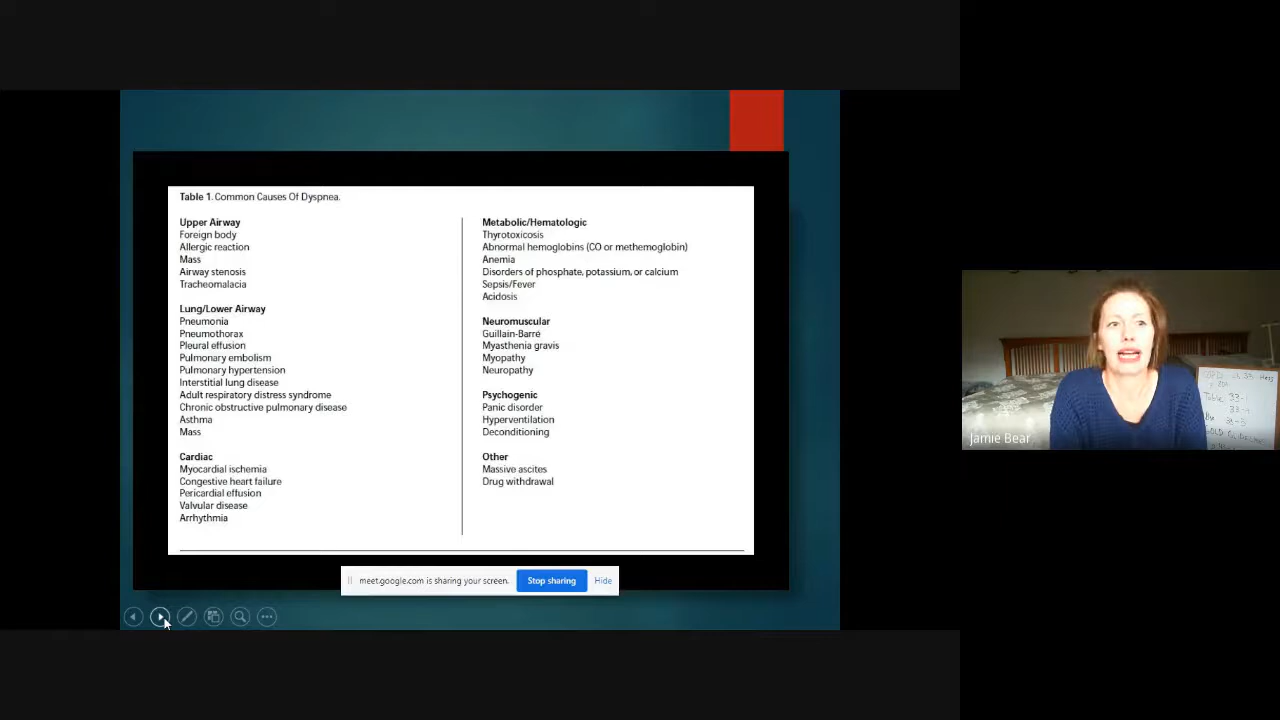 Table 1. Common Causes Of Dyspnea.
Upper Airway
Foreign body
Allergic reaction
Mass
Airway stenosis
Tracheomalacia
Lung/Lower Airway
Pneumonia
Pneumothorax
Pleural effusion
Pulmonary embolism
Pulmonary hypertension
Interstitial lung disease
Adult respiratory distress syndrome
Chronic obstructive pulmonary disease
Asthma
Mass
Cardiac
Myocardial ischemia
Congestive heart failure
Pericardial effusion
Valvular disease
Arrhythmia
Metabolic/Hematologic
Thyrotoxicosis
Abnormal hemoglobins (CO or methemoglobin)
Anemia
Disorders of phosphate, potassium, or calcium
Sepsis/Fever
Acidosis
Neuromuscular
Guillain-Barré
Myasthenia gravis
Myopathy
Neuropathy
Psychogenic
Panic disorder
Hyperventilation
Deconditioning
Other
Massive ascites
Drug withdrawal
meet.google.com is sharing your screen.
Stop sharing
Hide
Jamie Bear
Table 33-1